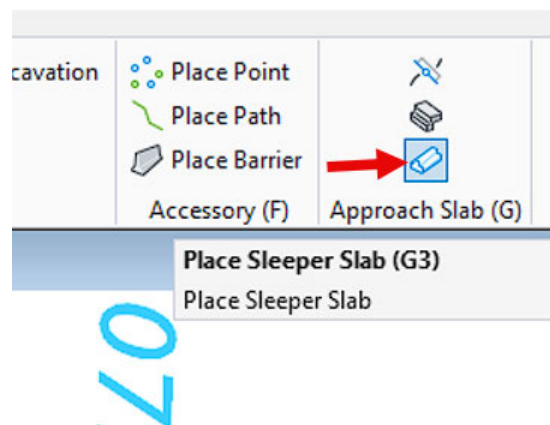 cavation
Place Point
Place Path
Place Barrier
Accessory (F)
Approach Slab (G)
Place Sleeper Slab (G3)
Place Sleeper Slab